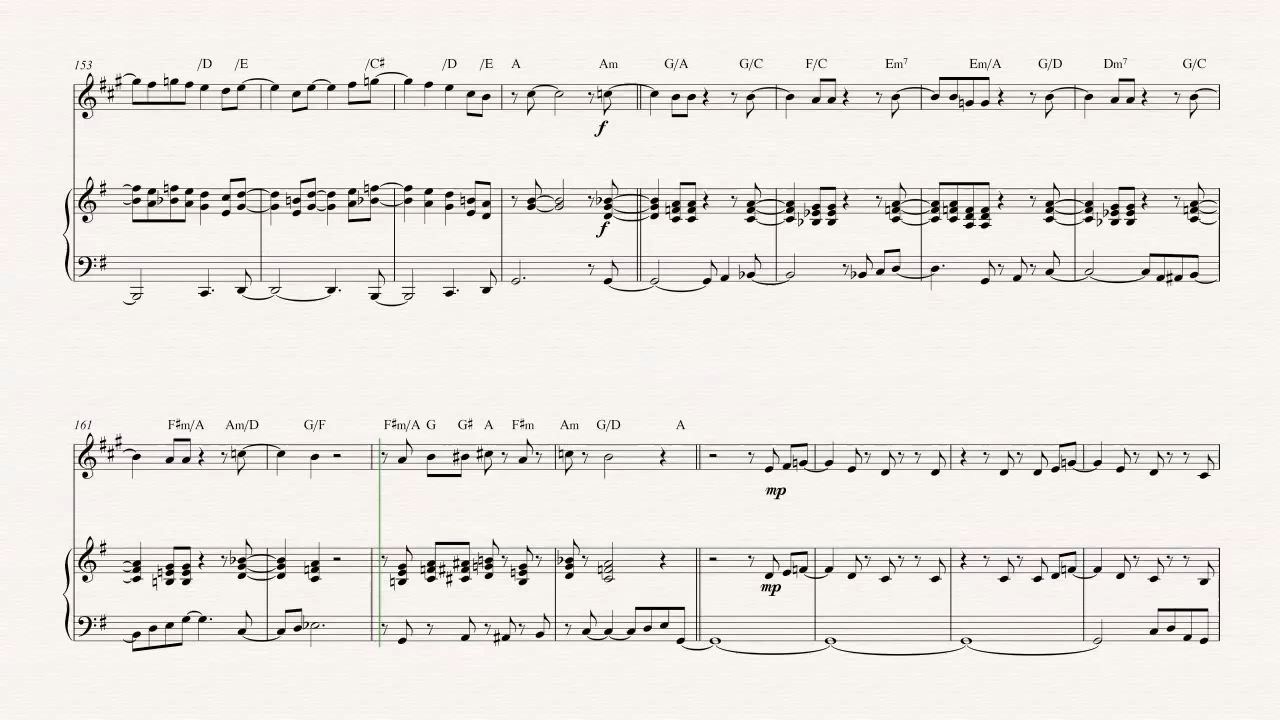 153 /D /E /C♯ /D /E A Am G/A G/C F/C Em7 Em/A G/D Dm7 G/C
f
f
161 F♯m/A Am/D G/F F♯m/A G G♯ A F♯m Am G/D A
mp
mp